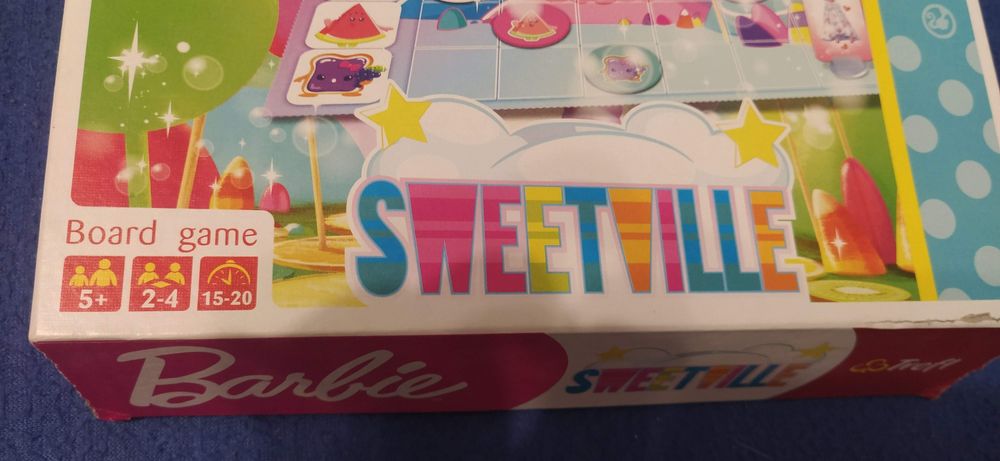 SWEETVILLE
Board game
5+
2-4
15-20
Barbie
SWEETVILLE
Trefl